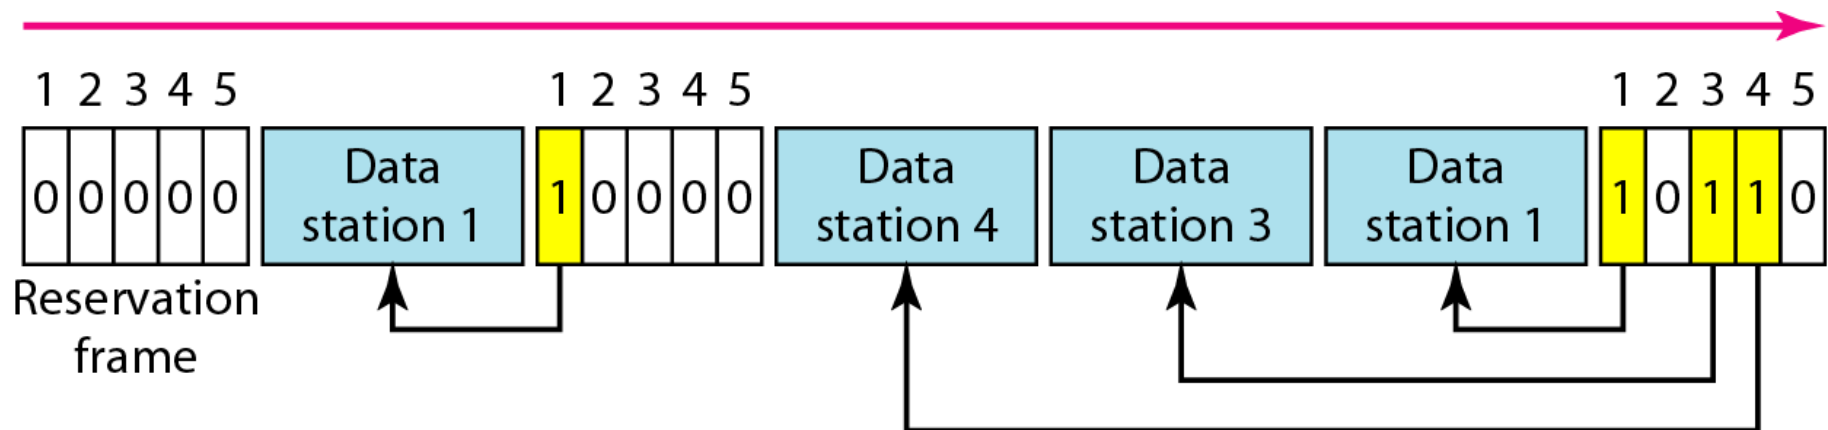 1 2 3 4 5 1 2 3 4 5 1 2 3 4 5
0 0 0 0 0
Data
station 1
1 0 0 0 0
Data
station 4
Data
station 3
Data
station 1
1 0 1 1 0
Reservation
frame